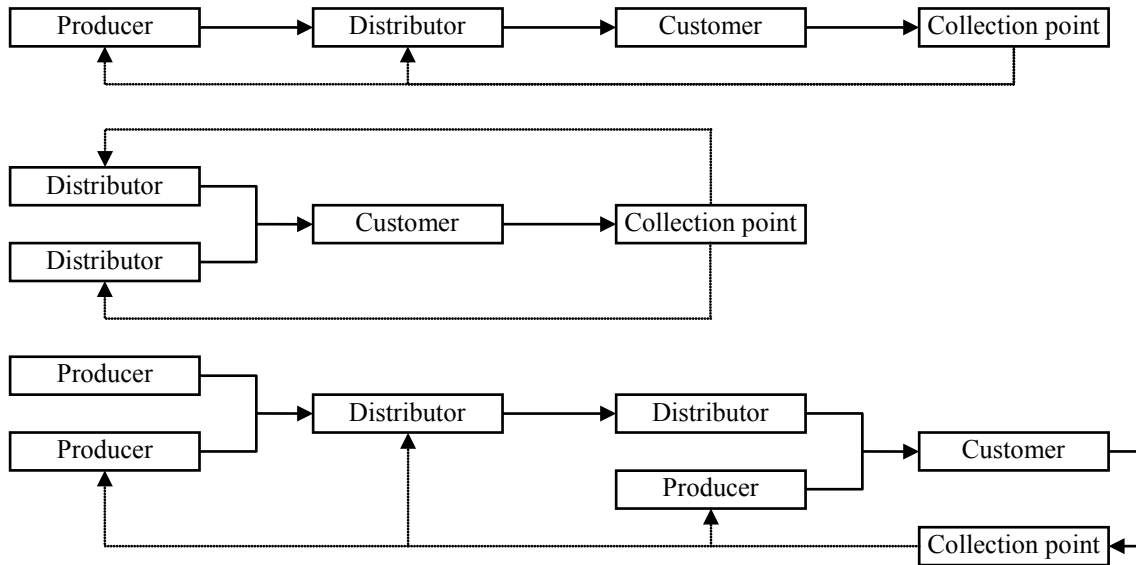 Producer Distributor Customer Collection point
Distributor
Customer Collection point
Distributor
Producer
Distributor Distributor
Producer Customer
Producer
Collection point